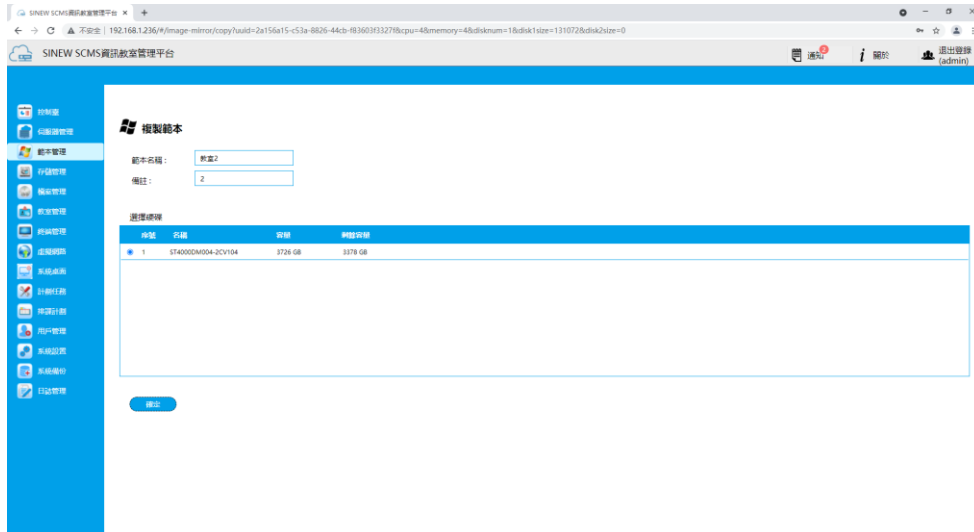 SINEW SCMS資訊教室管理平台
不安全 | 192.168.1.236/#/image-mirror/copy?uuid=2a156a15-c53a-8826-44cb-f83603f3327f&cpu=4&memory=4&disknum=1&disk1size=131072&disk2size=0
SINEW SCMS資訊教室管理平台
通知 2
關於
退出登錄
(admin)
控制臺
伺服器管理
範本管理
存儲管理
教室管理
終端管理
虛擬網路
系統桌面
計劃任務
排課計劃
用戶管理
系統設置
系統備份
日誌管理
複製範本
範本名稱：
教室2
備註：
2
選擇硬碟
序號 名稱 容量 剩餘容量
1 ST4000DM004-2CV104 3726 GB 3378 GB